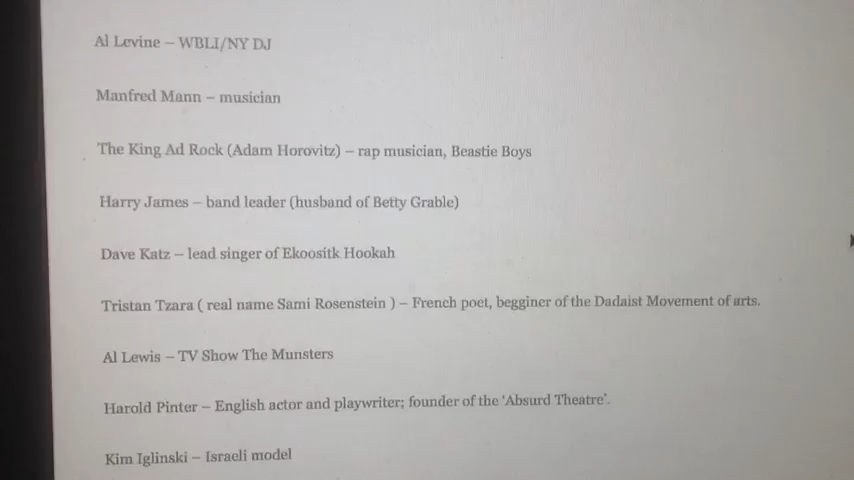 Al Levine – WBLI/NY DJ
Manfred Mann – musician
The King Ad Rock (Adam Horovitz) – rap musician, Beastie Boys
Harry James – band leader (husband of Betty Grable)
Dave Katz – lead singer of Ekoositk Hookah
Tristan Tzara ( real name Sami Rosenstein ) – French poet, begginer of the Dadaist Movement of arts.
Al Lewis – TV Show The Munsters
Harold Pinter – English actor and playwriter; founder of the ‘Absurd Theatre’.
Kim Iglinski – Israeli model